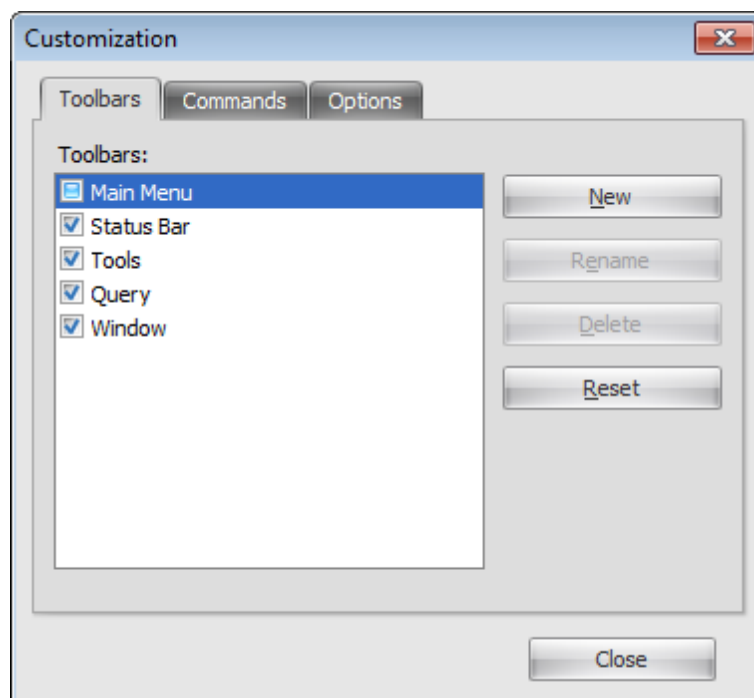 Customization
Toolbars Commands Options
Toolbars:
Main Menu
Status Bar
Tools
Query
Window
New
Rename
Delete
Reset
Close